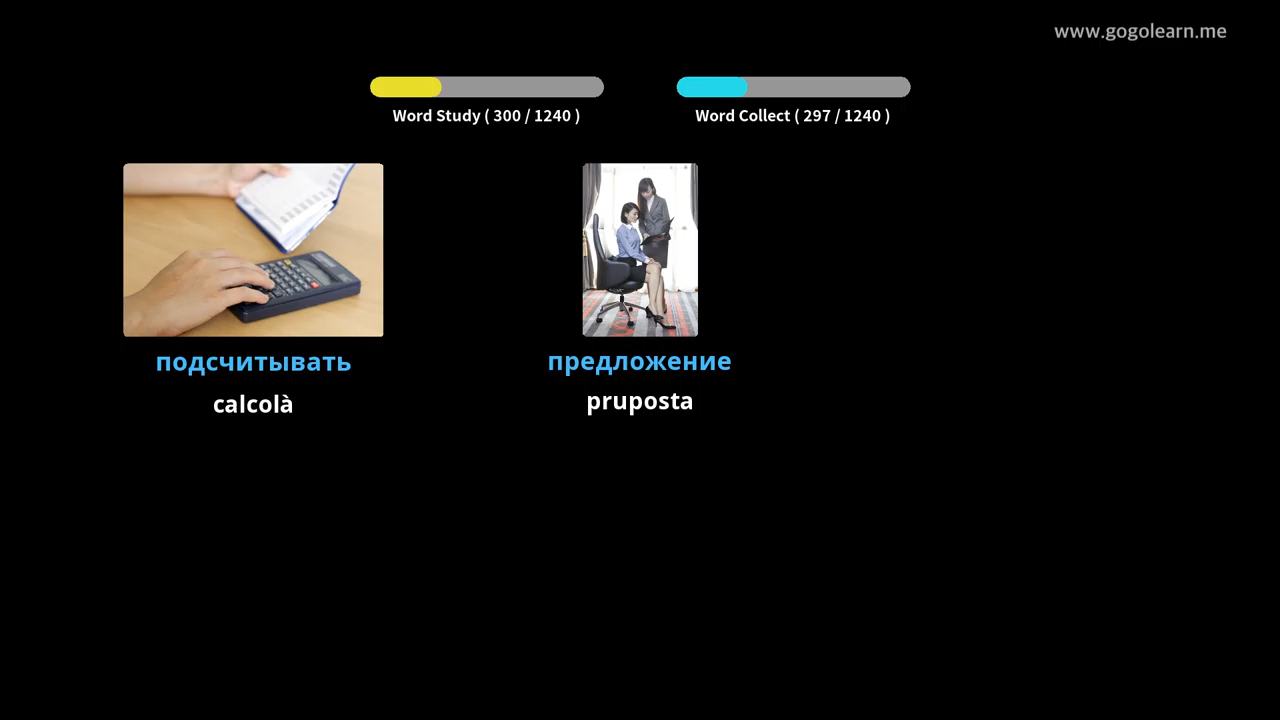 www.gogolearn.me
Word Study ( 300 / 1240 )
Word Collect ( 297 / 1240 )
подсчитывать
calcolà
предложение
pruposta